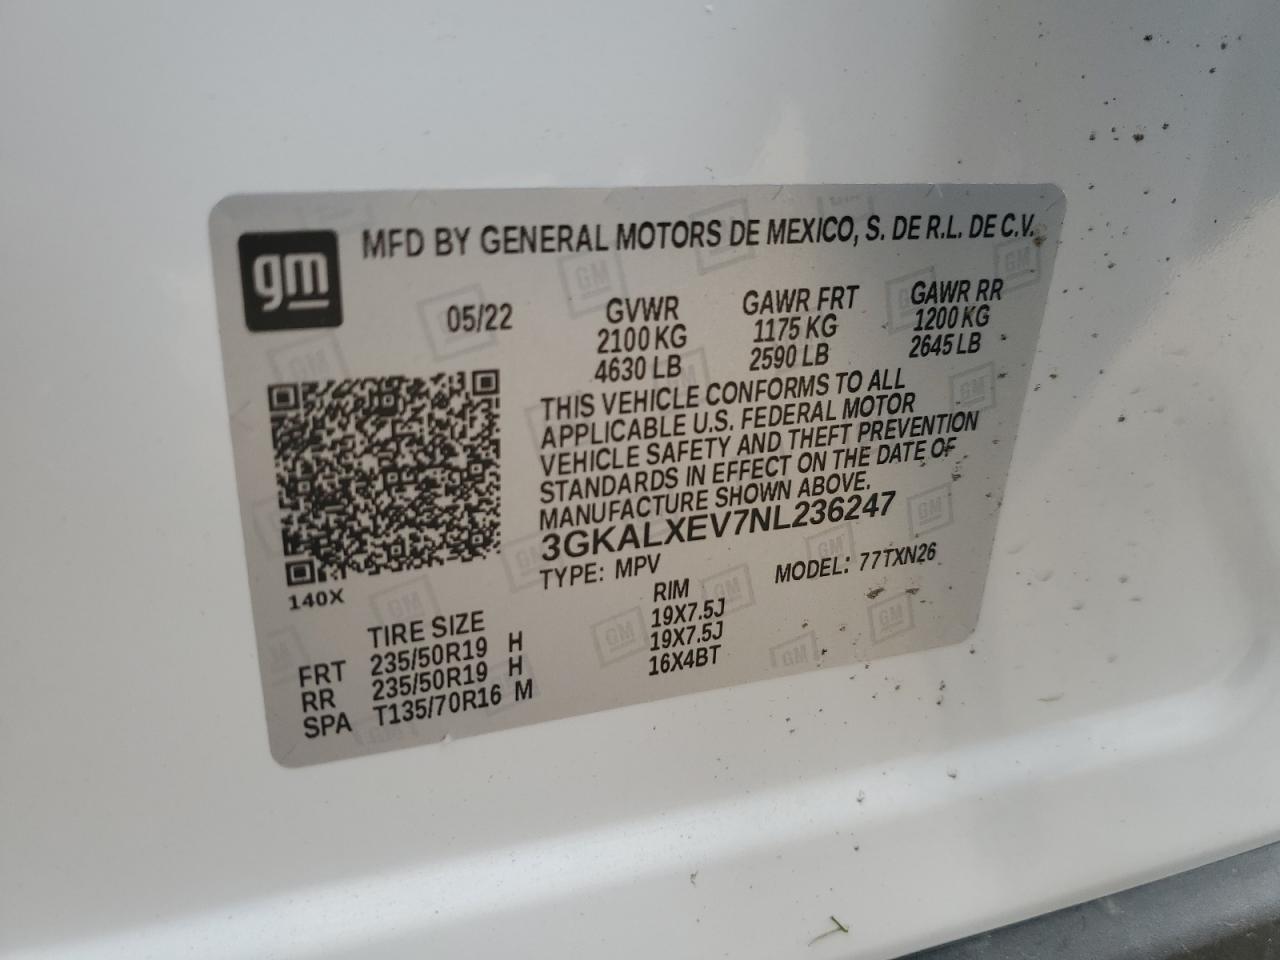 gm
MFD BY GENERAL MOTORS DE MEXICO, S. DE R.L. DE C.V.
05/22
GVWR GAWR FRT GAWR RR
2100 KG 1175 KG 1200 KG
4630 LB 2590 LB 2645 LB
THIS VEHICLE CONFORMS TO ALL
APPLICABLE U.S. FEDERAL MOTOR
VEHICLE SAFETY AND THEFT PREVENTION
STANDARDS IN EFFECT ON THE DATE OF
MANUFACTURE SHOWN ABOVE.
3GKALXEV7NL236247
TYPE: MPV MODEL: 77TXN26
140X
TIRE SIZE RIM
FRT 235/50R19 H 19X7.5J
RR 235/50R19 H 19X7.5J
SPA T135/70R16 M 16X4BT